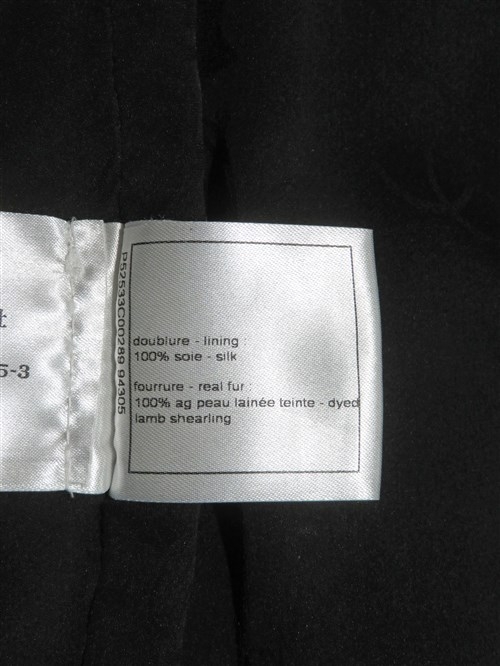 5-3
P52533C00289 94305
doublure - lining :
100% soie - silk
fourrure - real fur :
100% ag peau lainée teinte - dyed
lamb shearling